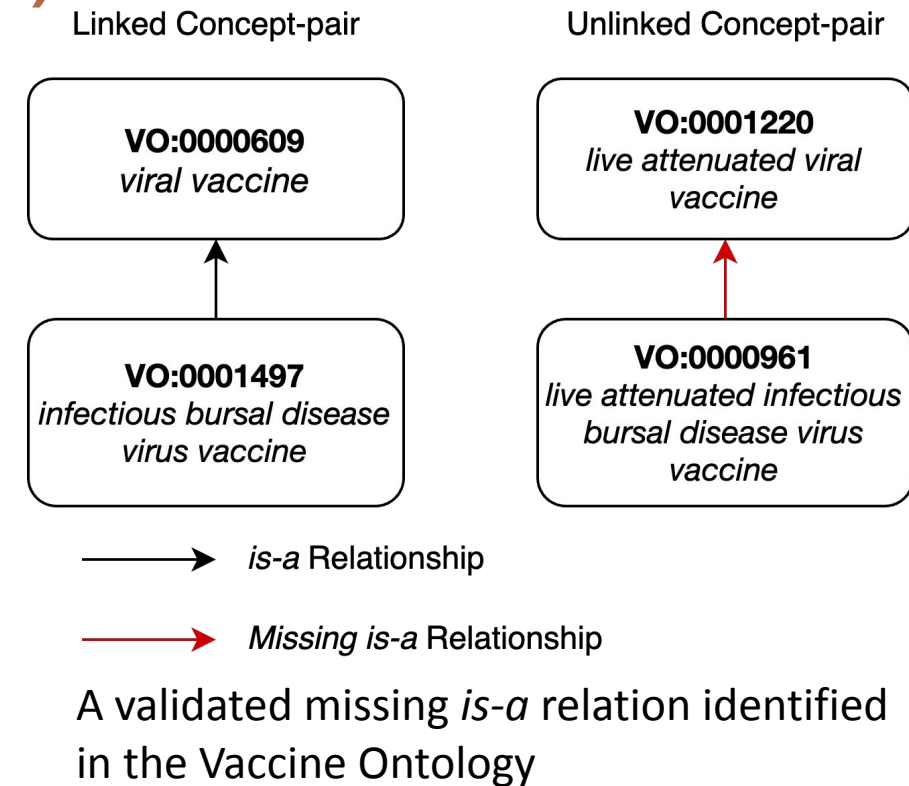 Linked Concept-pair
Unlinked Concept-pair
VO:0000609
viral vaccine
VO:0001220
live attenuated viral
vaccine
VO:0001497
infectious bursal disease
virus vaccine
VO:0000961
live attenuated infectious
bursal disease virus
vaccine
is-a Relationship
Missing is-a Relationship
A validated missing is-a relation identified
in the Vaccine Ontology